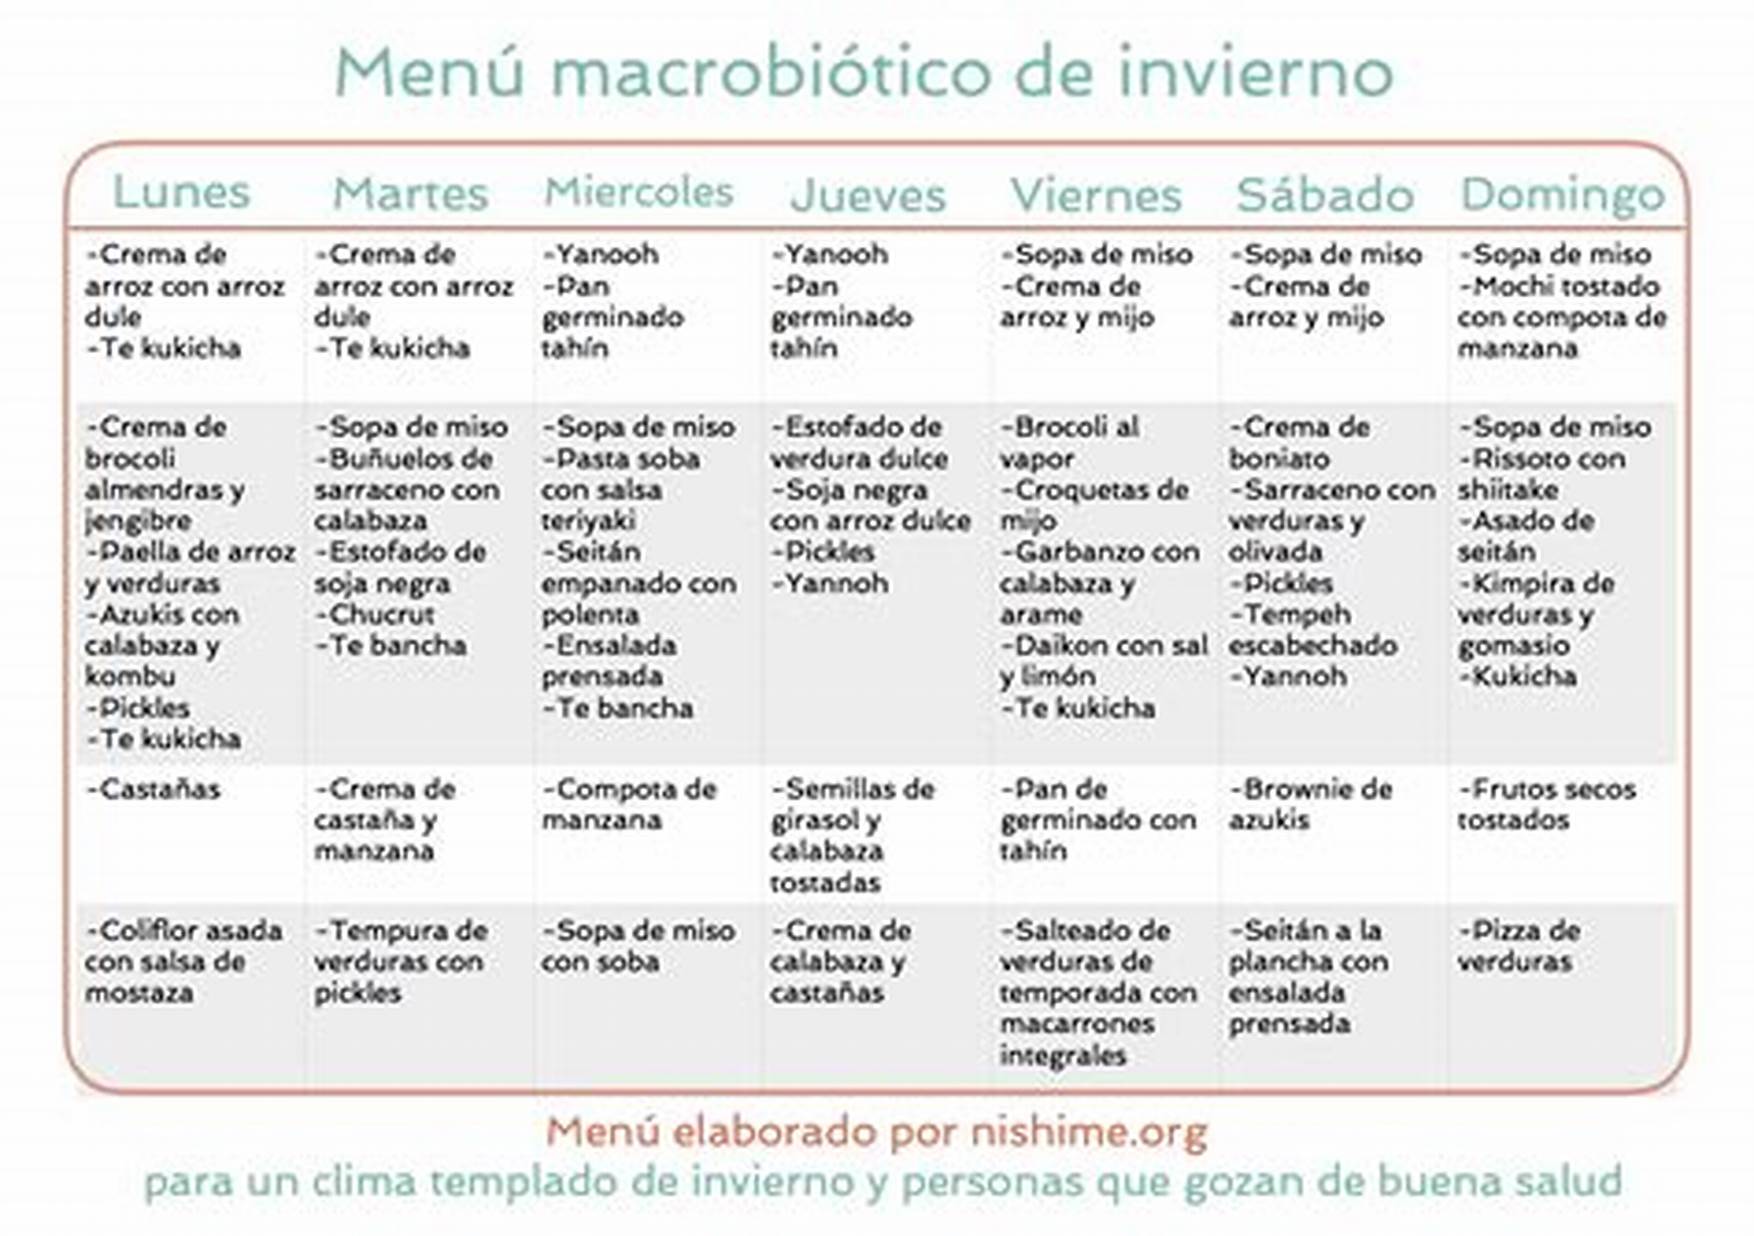 Menú macrobiótico de invierno
Lunes
Martes
Miercoles
Jueves
Viernes
Sábado
Domingo
-Crema de
arroz con arroz
dule
-Te kukicha
-Crema de
arroz con arroz
dule
-Te kukicha
-Yanooh
-Pan
germinado
tahín
-Yanooh
-Pan
germinado
tahín
-Sopa de miso
-Crema de
arroz y mijo
-Sopa de miso
-Crema de
arroz y mijo
-Sopa de miso
-Mochi tostado
con compota de
manzana
-Crema de
brocoli
almendras y
jengibre
-Paella de arroz
y verduras
-Azukis con
calabaza y
kombu
-Pickles
-Te kukicha
-Sopa de miso
-Buñuelos de
sarraceno con
calabaza
-Estofado de
soja negra
-Chucrut
-Te bancha
-Sopa de miso
-Pasta soba
con salsa
teriyaki
-Seitán
empanado con
polenta
-Ensalada
prensada
-Te bancha
-Estofado de
verdura dulce
-Soja negra
con arroz dulce
-Pickles
-Yannoh
-Brocoli al
vapor
-Croquetas de
mijo
-Garbanzo con
calabaza y
arame
-Daikon con sal
y limón
-Te kukicha
-Crema de
boniato
-Sarraceno con
verduras y
olivada
-Pickles
-Tempeh
escabechado
-Yannoh
-Sopa de miso
-Rissoto con
shiitake
-Asado de
seitán
-Kimpira de
verduras y
gomasio
-Kukicha
-Castañas
-Crema de
castaña y
manzana
-Compota de
manzana
-Semillas de
girasol y
calabaza
tostadas
-Pan de
germinado con
tahín
-Brownie de
azukis
-Frutos secos
tostados
-Coliflor asada
con salsa de
mostaza
-Tempura de
verduras con
pickles
-Sopa de miso
con soba
-Crema de
calabaza y
castañas
-Salteado de
verduras de
temporada con
macarrones
integrales
-Seitán a la
plancha con
ensalada
prensada
-Pizza de
verduras
Menú elaborado por nishime.org
para un clima templado de invierno y personas que gozan de buena salud